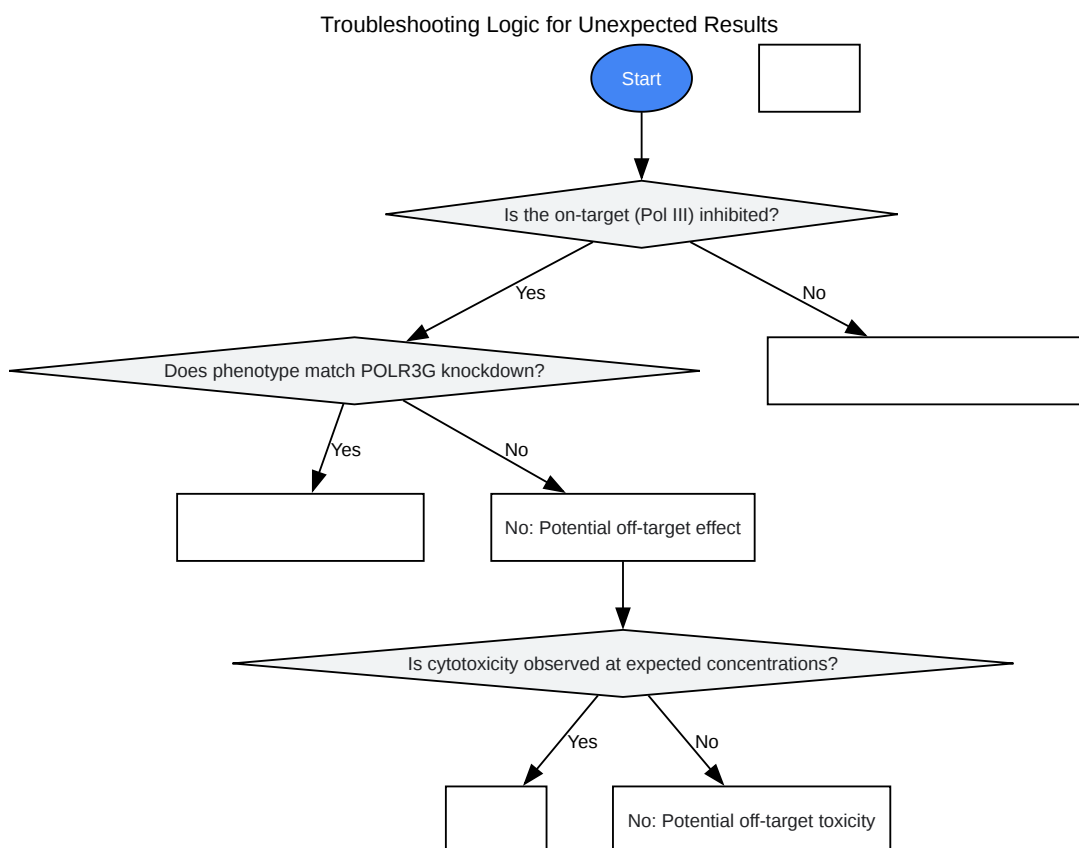 Troubleshooting Logic for Unexpected Results
Start
Is the on-target (Pol III) inhibited?
Yes
No
Does phenotype match POLR3G knockdown?
Yes
No
No: Potential off-target effect
Is cytotoxicity observed at expected concentrations?
Yes
No
No: Potential off-target toxicity